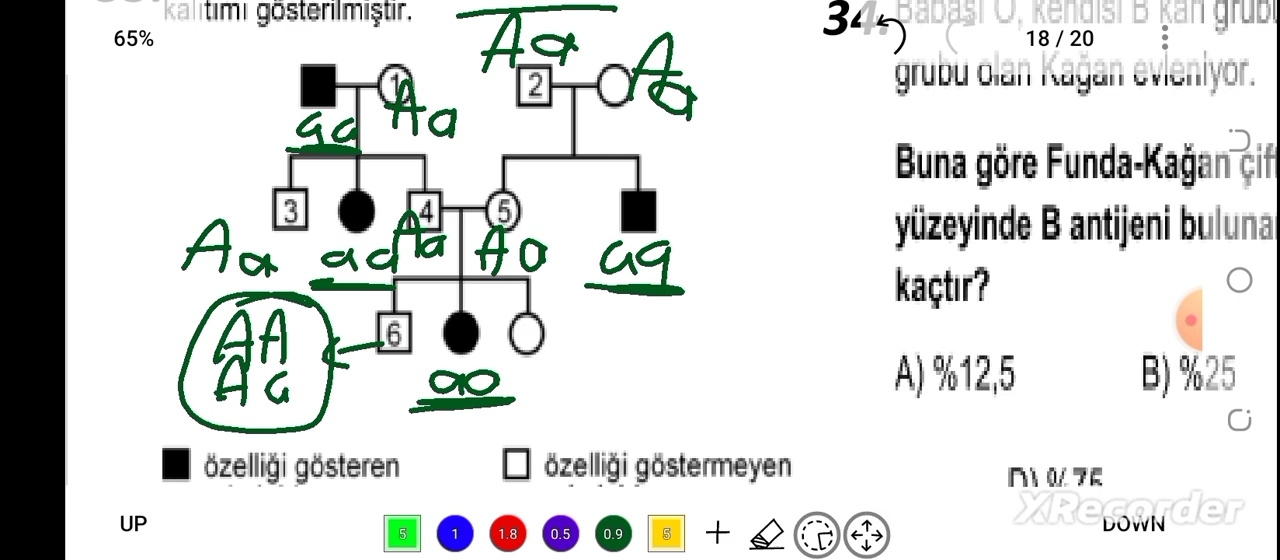 kalıtımı gösterilmiştir.
65%
34.
Babası O, kendisi B kan grubu
18 / 20
grubu olan Kağan evleniyor.
Aa
1
2
Aa
Aa
aa
3
4
5
Aa
aa
Aa
Aa
aa
AA
Aa
6
aa
Buna göre Funda-Kağan çift
yüzeyinde B antijeni buluna
kaçtır?
A) %12,5
B) %25
D) %75
özelliği gösteren
özelliği göstermeyen
XRecorder
UP
5
1
1.8
0.5
0.9
5
DOWN